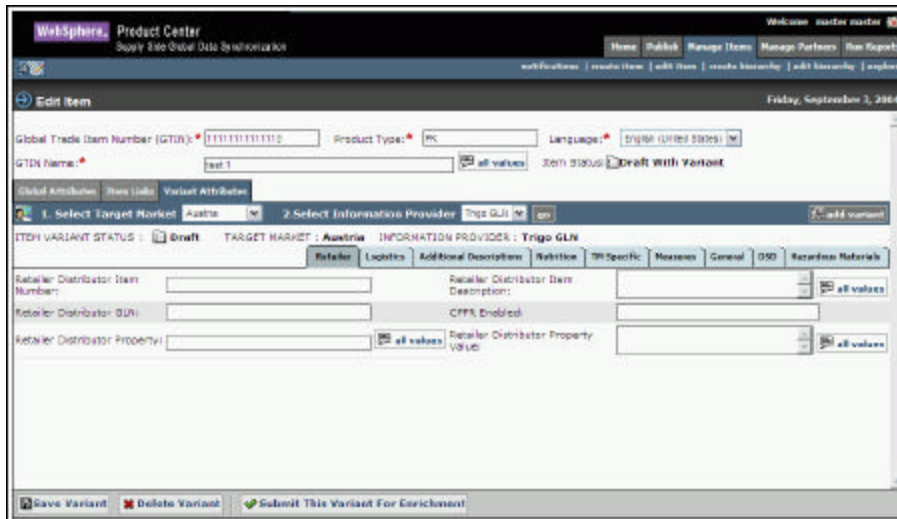 Welcome master master
WebSphere. Product Center
Supply Side Global Data Synchronization
Home Publish Manage Items Manage Partners Run Report
notifications | create item | edit item | create hierarchy | edit hierarchy |
Edit Item Friday, September 3, 2004
Global Trade Item Number (GTIN):* Product Type:* PK Language:* English (United States)
GTIN Name:* test 1 all values Item Status: Draft With Variant
Global Attributes Item Links Variant Attributes
1. Select Target Market Austria 2.Select Information Provider Trigo GLN go add variant
ITEM VARIANT STATUS : Draft TARGET MARKET : Austria INFORMATION PROVIDER : Trigo GLN
Retailer Logistics Additional Descriptions Nutrition TM Specific Measures General DSD Hazardous Materials
Retailer Distributor Item Number: Retailer Distributor Item Description: all values
Retailer Distributor GLN: CPFR Enabled:
Retailer Distributor Property: all values Retailer Distributor Property Value: all values
Save Variant Delete Variant Submit This Variant For Enrichment